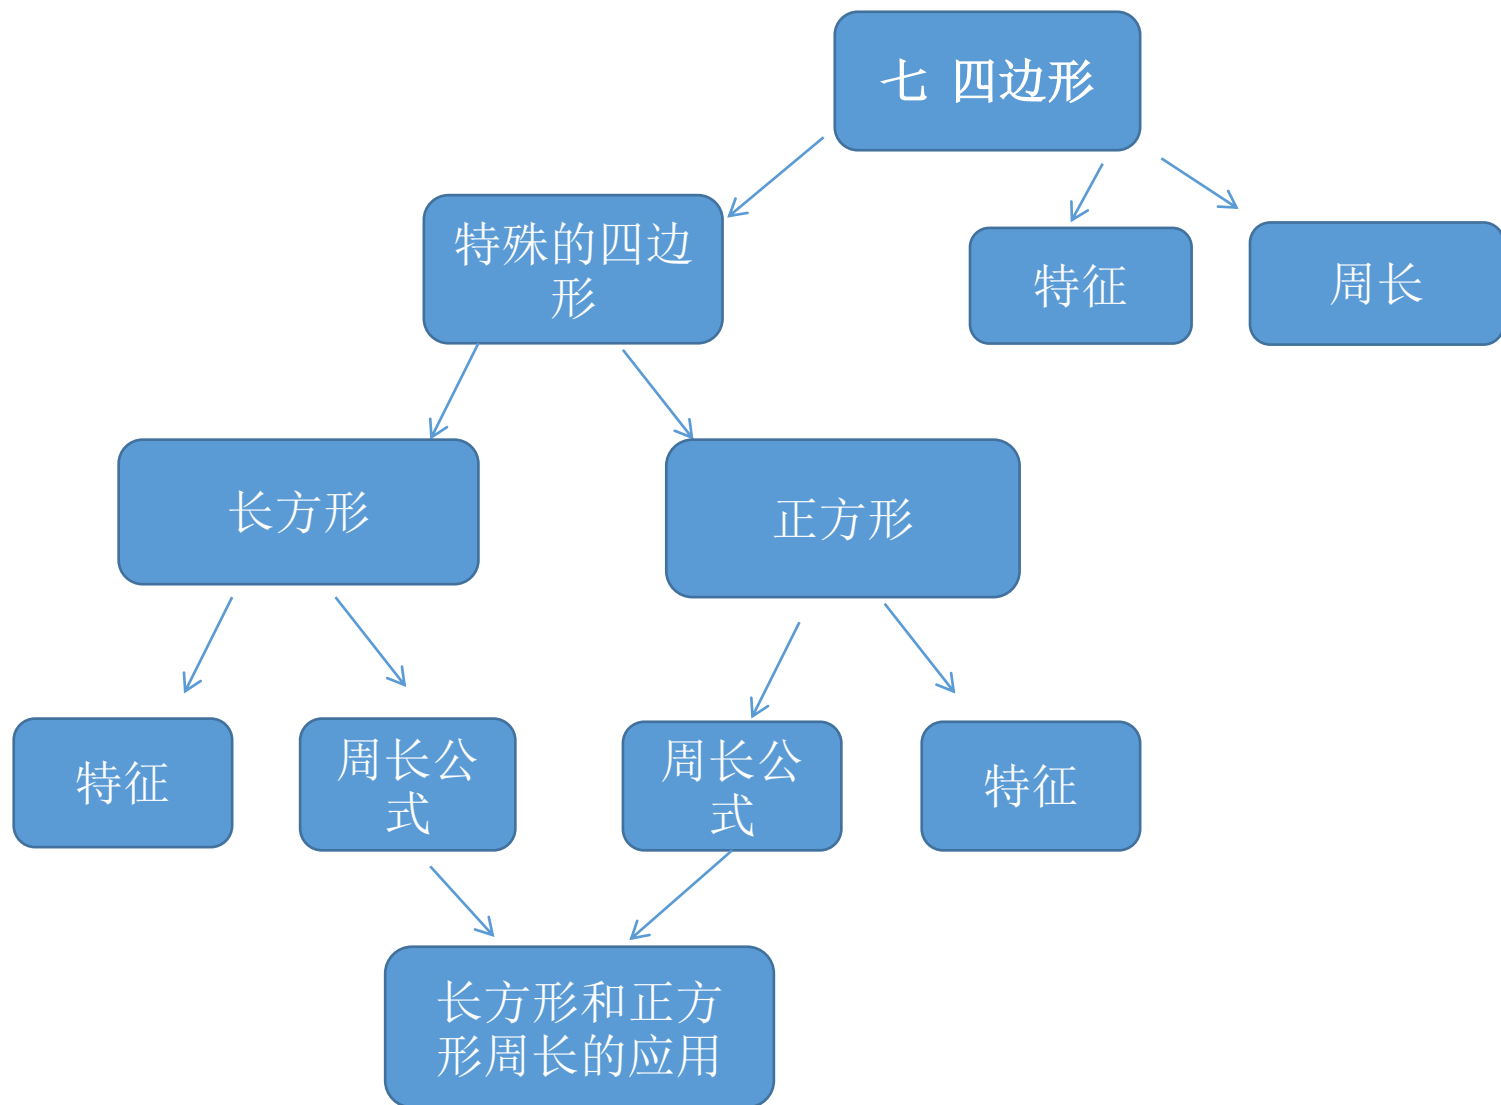 七 四边形
特殊的四边
形
特征
周长
长方形
正方形
特征
周长公
式
周长公
式
特征
长方形和正方
形周长的应用